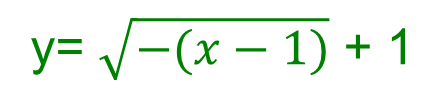 y= √−(x − 1) + 1